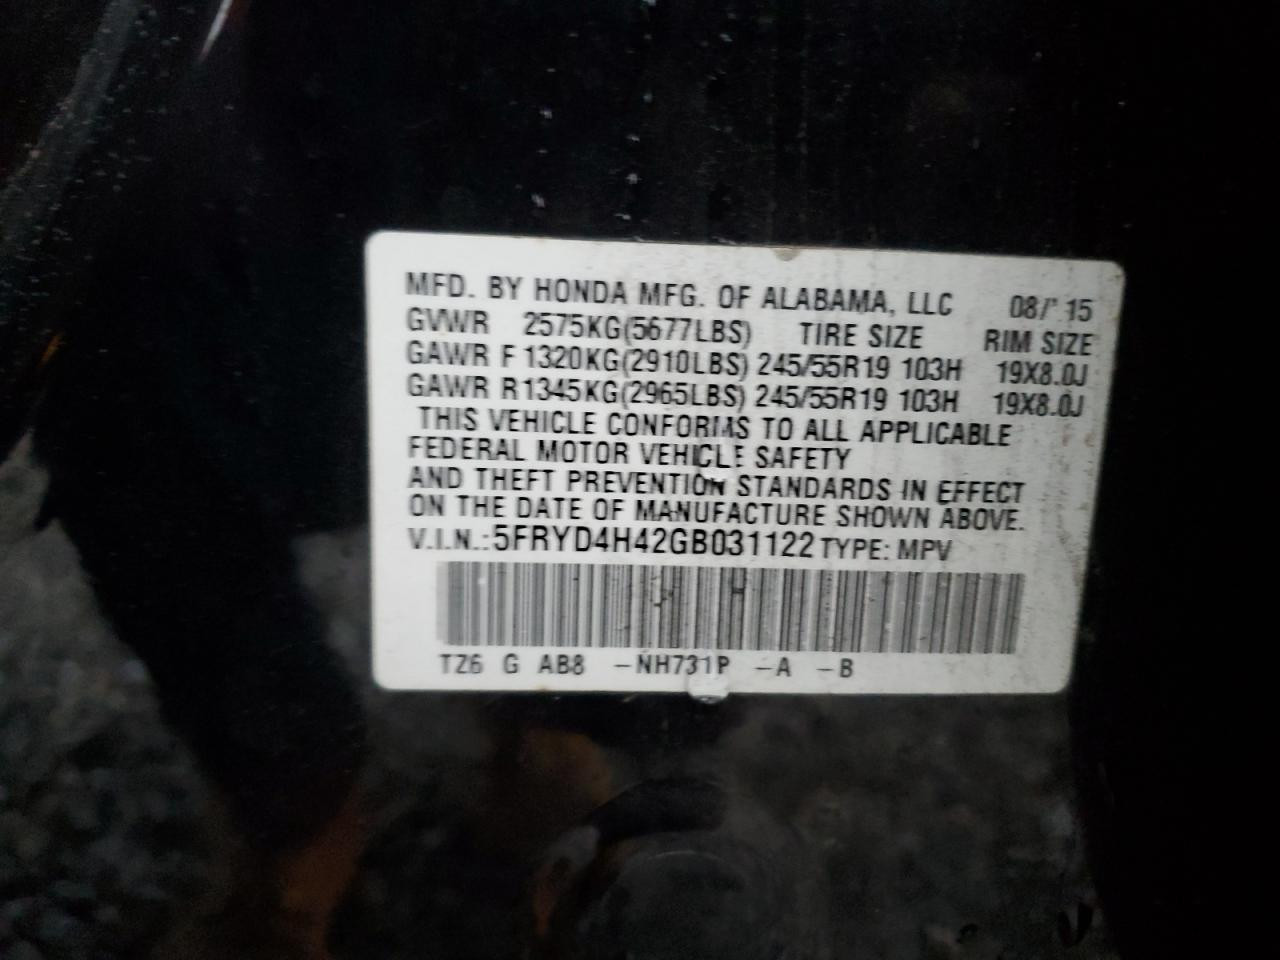 MFD. BY HONDA MFG. OF ALABAMA, LLC 08/ 15
GVWR 2575KG(5677LBS) TIRE SIZE RIM SIZE
GAWR F 1320KG(2910LBS) 245/55R19 103H 19X8.0J
GAWR R1345KG(2965LBS) 245/55R19 103H 19X8.0J
THIS VEHICLE CONFORMS TO ALL APPLICABLE
FEDERAL MOTOR VEHICLE SAFETY
AND THEFT PREVENTION STANDARDS IN EFFECT
ON THE DATE OF MANUFACTURE SHOWN ABOVE.
V.I.N.:5FRYD4H42GB031122 TYPE: MPV
TZ6 G AB8 -NH731P -A -B